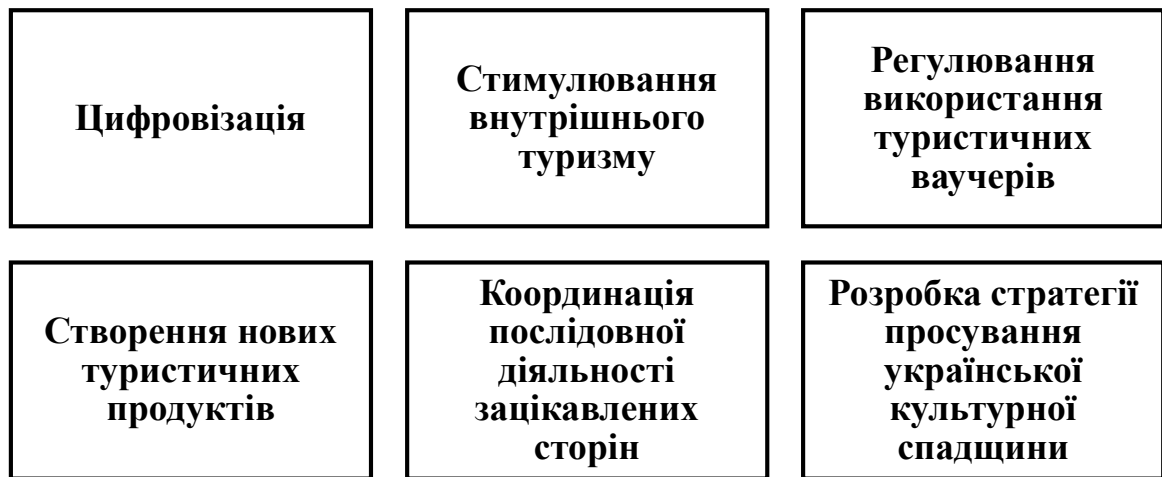 Цифровізація
Стимулювання
внутрішнього
туризму
Регулювання
використання
туристичних
ваучерів
Створення нових
туристичних
продуктів
Координація
послідовної
діяльності
зацікавлених
сторін
Розробка стратегії
просування
української
культурної
спадщини